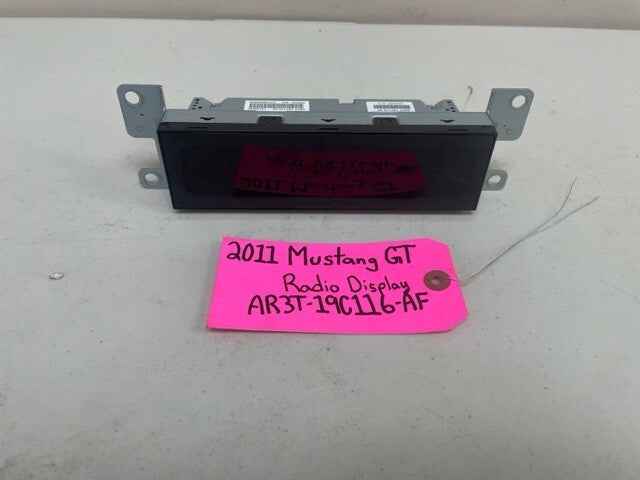 2011 Mustang GT
Radio Display
AR3T-19C116-AF